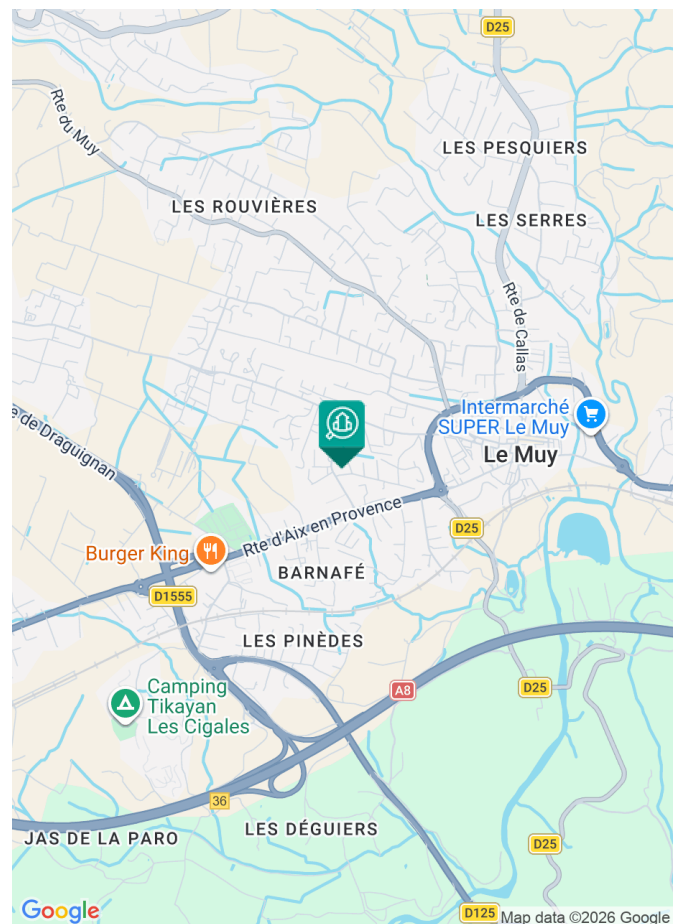 D25
Rte du Muy
LES PESQUIERS
LES ROUVIÈRES
LES SERRES
Rte de Callas
Intermarché
SUPER Le Muy
e de Draguignan
Le Muy
Rte d'Aix en Provence
D25
Burger King
BARNAFÉ
D1555
LES PINÈDES
Camping
Tikayan
Les Cigales
A8
D25
36
JAS DE LA PARO
LES DÉGUIERS
D25
Google
D125
Map data ©2026 Google